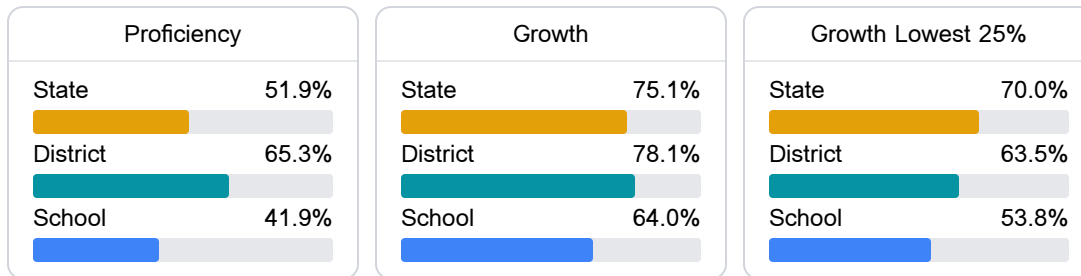 Proficiency
State 51.9%
District 65.3%
School 41.9%
Growth
State 75.1%
District 78.1%
School 64.0%
Growth Lowest 25%
State 70.0%
District 63.5%
School 53.8%